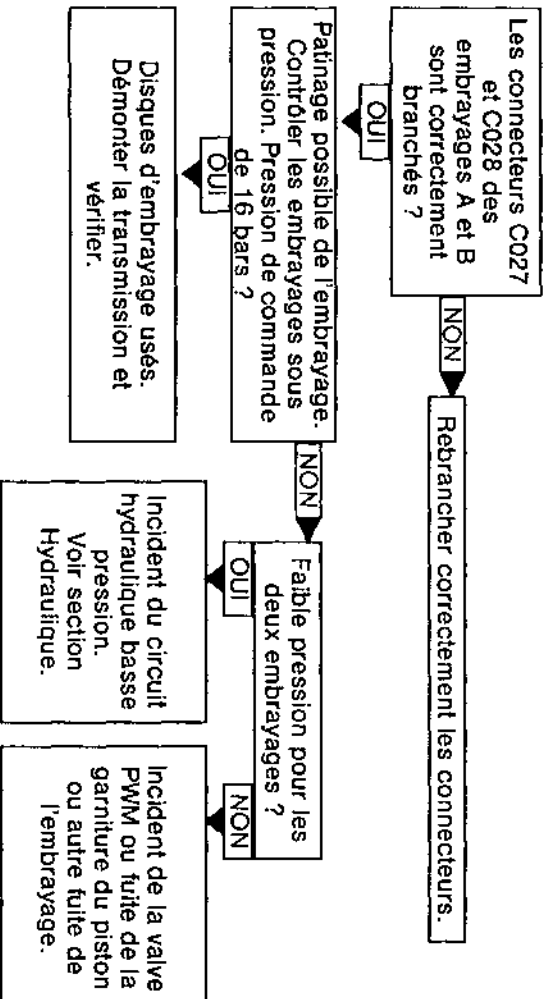 Les connecteurs C027
et C028 des
embrayages A et B
sont correctement
branchés ?
NON
Rebrancher correctement les connecteurs.
OUI
Patinage possible de l'embrayage.
Contrôler les embrayages sous
pression. Pression de commande
de 16 bars ?
NON
Faible pression pour les
deux embrayages ?
OUI
Disques d'embrayage usés.
Démonter la transmission et
vérifier.
OUI
Incident du circuit
hydraulique basse
pression.
Voir section
Hydraulique.
NON
Incident de la valve
PWM ou fuite de la
garniture du piston
ou autre fuite de
l'embrayage.